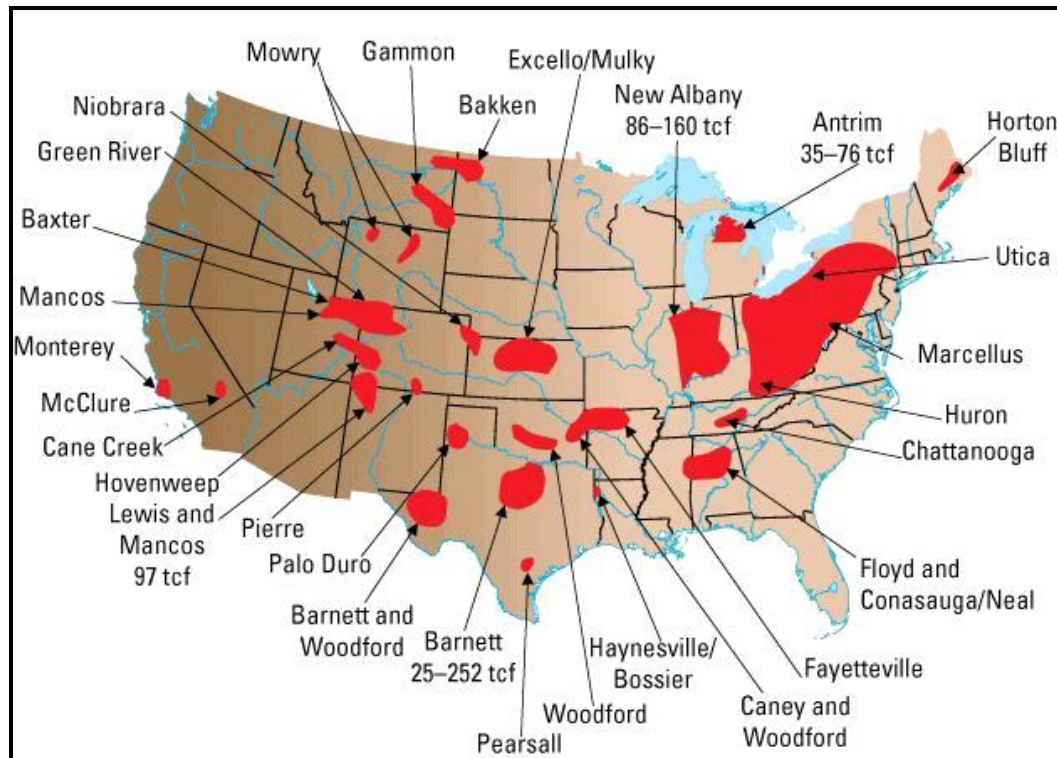 Mowry
Gammon
Excello/Mulky
Niobrara
Bakken
New Albany
86–160 tcf
Antrim
35–76 tcf
Horton
Bluff
Green River
Baxter
Utica
Mancos
Monterey
Marcellus
McClure
Huron
Cane Creek
Chattanooga
Hovenweep
Lewis and
Mancos
97 tcf
Pierre
Palo Duro
Floyd and
Conasauga/Neal
Barnett and
Woodford
Barnett
25–252 tcf
Haynesville/
Bossier
Fayetteville
Woodford
Caney and
Woodford
Pearsall